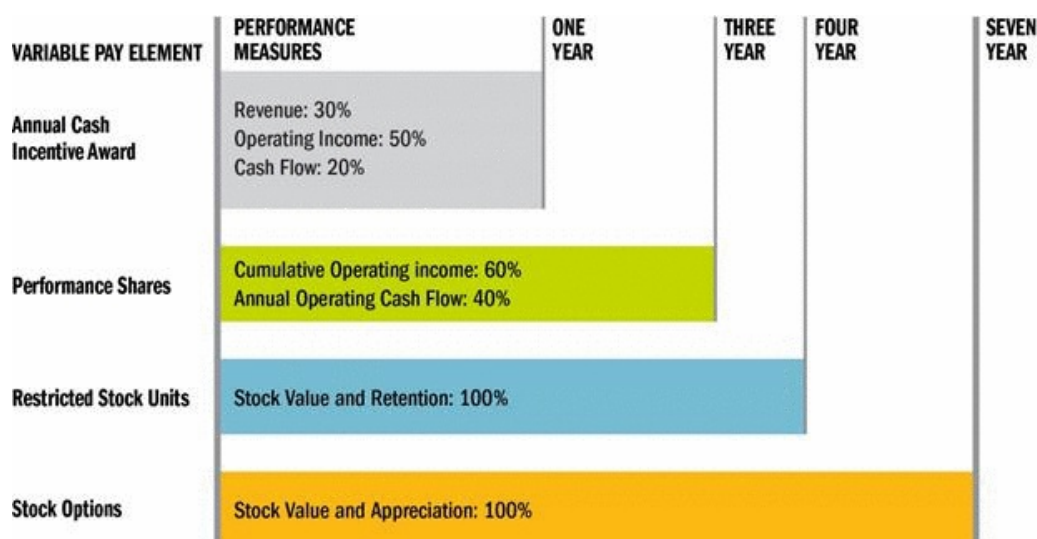 VARIABLE PAY ELEMENT
PERFORMANCE
MEASURES
ONE
YEAR
THREE
YEAR
FOUR
YEAR
SEVEN
YEAR
Annual Cash
Incentive Award
Revenue: 30%
Operating Income: 50%
Cash Flow: 20%
Performance Shares
Cumulative Operating income: 60%
Annual Operating Cash Flow: 40%
Restricted Stock Units
Stock Value and Retention: 100%
Stock Options
Stock Value and Appreciation: 100%